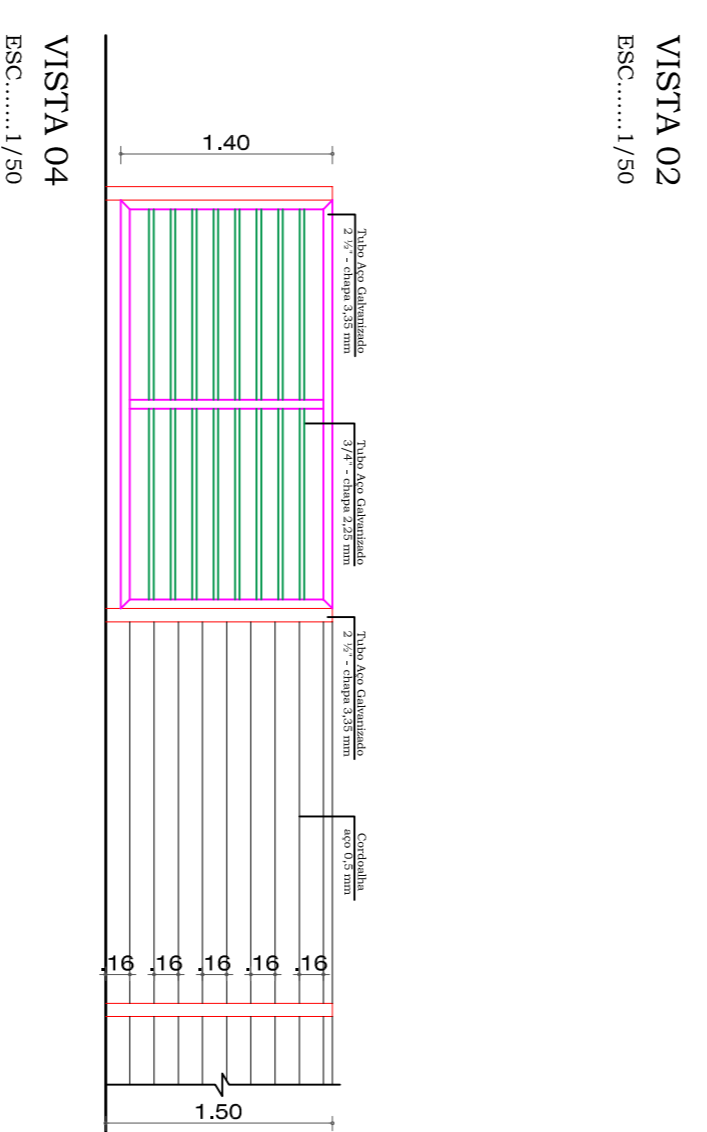 VISTA 02
ESC.......1/50
VISTA 04
ESC.......1/50
1.40
Tubo Aço Galvanizado
2 ½" - chapa 3,35 mm
Tubo Aço Galvanizado
3/4" - chapa 2,25 mm
Tubo Aço Galvanizado
2 ½" - chapa 3,35 mm
Cordoalha
aço 0,5 mm
.16
.16
.16
.16
.16
1.50